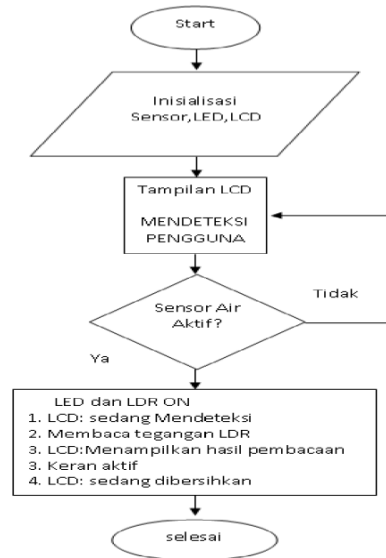 Start
Inisialisasi
Sensor,LED,LCD
Tampilan LCD
MENDETEKSI
PENGGUNA
Sensor Air
Aktif?
Tidak
Ya
LED dan LDR ON
1. LCD: sedang Mendeteksi
2. Membaca tegangan LDR
3. LCD:Menampilkan hasil pembacaan
3. Keran aktif
4. LCD: sedang dibersihkan
selesai